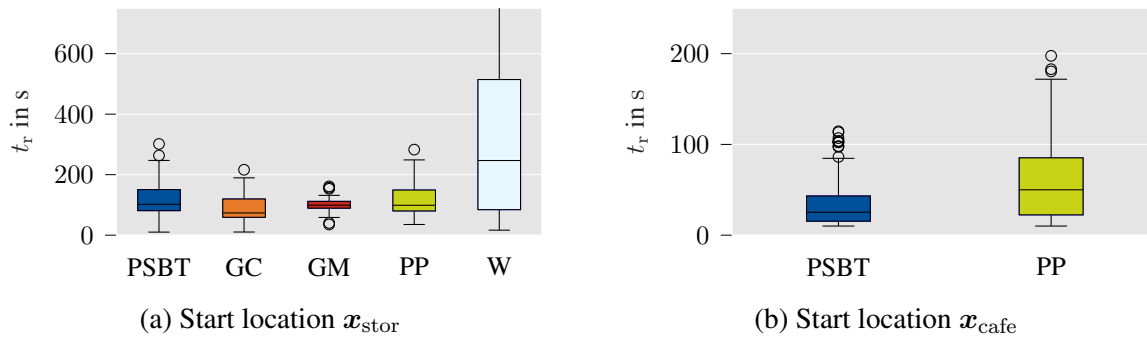 600
400
200
0
t_r in s
PSBT GC GM PP W
(a) Start location x_stor
200
100
0
t_r in s
PSBT PP
(b) Start location x_cafe